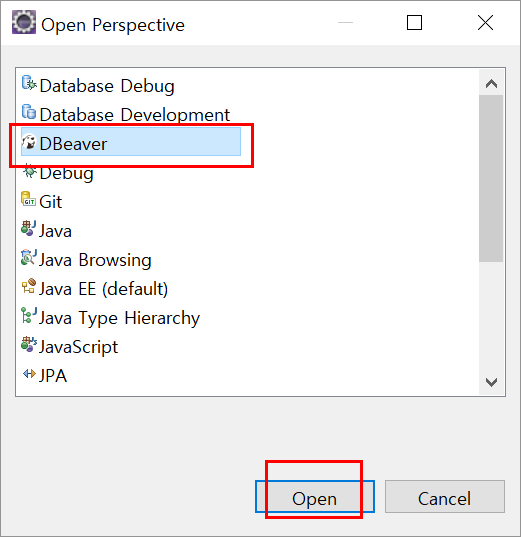 Open Perspective
Database Debug
Database Development
DBeaver
Debug
Git
Java
Java Browsing
Java EE (default)
Java Type Hierarchy
JavaScript
JPA
Open
Cancel